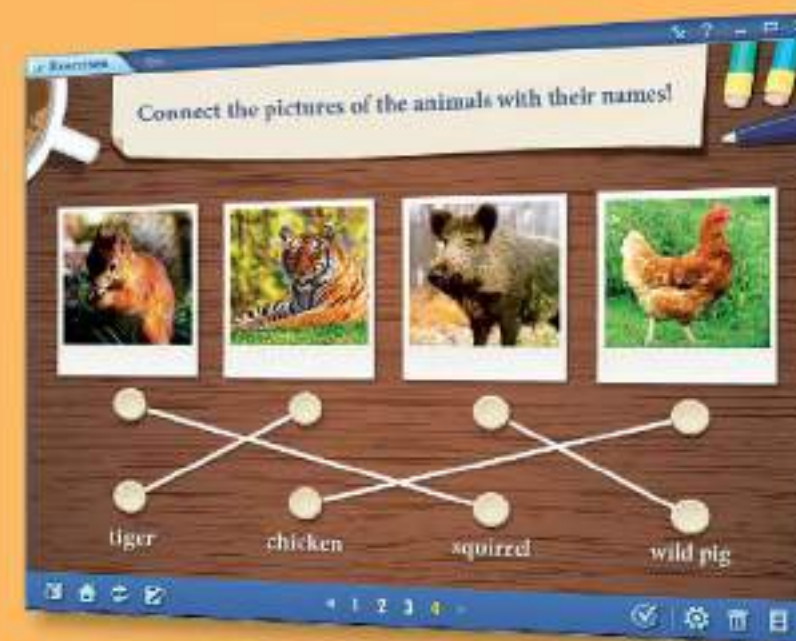 Exercises
Connect the pictures of the animals with their names!
tiger
chicken
squirrel
wild pig
1 2 3 4